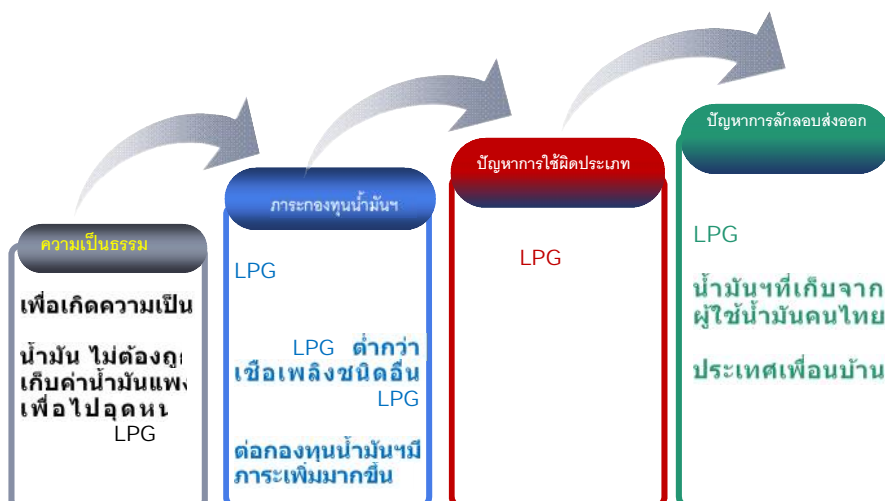 ความเป็นธรรม
เพื่อเกิดความเป็น
น้ำมัน ไม่ต้องถู
เก็บค่าน้ำมันแพง
เพื่อไปอุดหน
LPG
ภาระกองทุนน้ำมันฯ
LPG
LPG ต่ำกว่า
เชื้อเพลิงชนิดอื่น
LPG
ต่อกองทุนน้ำมันฯมี
ภาระเพิ่มมากขึ้น
ปัญหาการใช้ผิดประเภท
LPG
ปัญหาการลักลอบส่งออก
LPG
น้ำมันฯที่เก็บจาก
ผู้ใช้น้ำมันคนไทย
ประเทศเพื่อนบ้าน